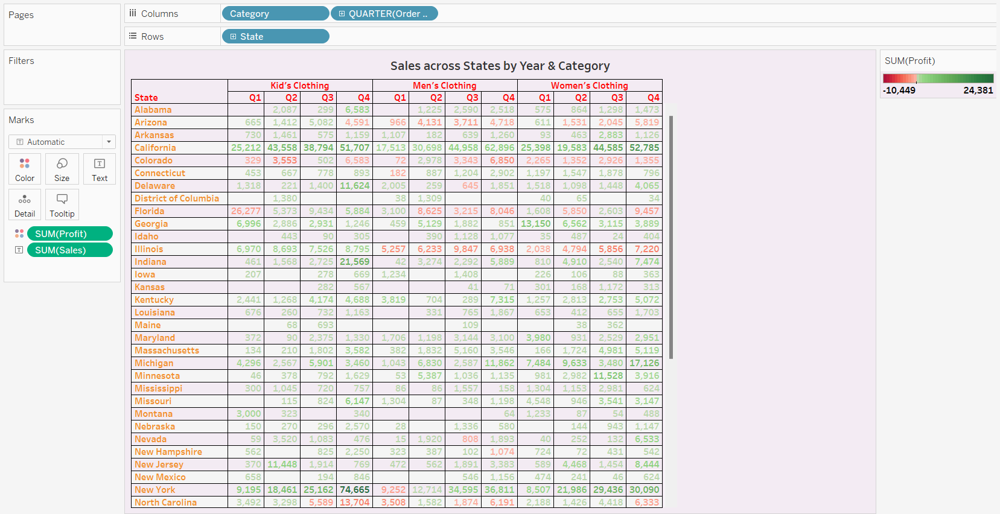 Pages
Columns Category QUARTER(Order ..
Rows State
Filters
Marks
Automatic
Color Size Text
Detail Tooltip
SUM(Profit)
SUM(Sales)
Sales across States by Year & Category
Kid's Clothing Men's Clothing Women's Clothing
State Q1 Q2 Q3 Q4 Q1 Q2 Q3 Q4 Q1 Q2 Q3 Q4
Alabama 2,087 299 6,583 1,225 2,590 2,518 575 864 1,298 1,473
Arizona 665 1,412 5,082 4,591 966 4,131 3,711 4,718 611 1,531 2,045 5,819
Arkansas 730 1,461 575 1,159 1,107 182 639 1,260 93 463 2,883 1,126
California 25,212 43,558 38,794 51,707 17,513 30,698 44,958 62,896 25,398 19,583 44,585 52,785
Colorado 329 3,553 502 6,583 72 2,978 3,343 6,850 2,265 1,352 2,926 1,355
Connecticut 453 667 778 893 182 887 1,204 2,902 1,197 1,547 1,878 796
Delaware 1,318 221 1,400 11,624 2,005 259 645 1,851 1,518 1,098 1,448 4,065
District of Columbia 1,380 38 1,309 40 65 34
Florida 26,277 5,373 9,434 5,884 3,100 8,625 3,215 8,046 1,608 5,850 2,603 9,457
Georgia 6,996 2,886 2,931 1,246 459 5,129 1,882 851 13,150 6,562 3,115 3,889
Idaho 443 90 305 390 1,128 1,077 35 487 24 404
Illinois 6,970 8,693 7,526 8,795 5,257 6,233 9,847 6,938 2,038 4,794 5,856 7,220
Indiana 461 1,568 2,725 21,569 42 3,274 2,292 5,889 810 4,910 2,540 7,474
Iowa 207 278 669 1,234 1,408 226 106 88 363
Kansas 282 567 41 71 301 168 1,172 313
Kentucky 2,441 1,268 4,174 4,688 3,819 704 289 7,315 1,257 2,813 2,753 5,072
Louisiana 676 260 732 1,163 331 765 1,867 653 412 655 1,703
Maine 68 693 109 38 362
Maryland 372 90 2,375 1,330 1,706 1,198 3,144 3,100 3,980 931 2,529 2,951
Massachusetts 134 210 1,802 3,582 382 1,832 5,160 3,546 166 1,724 4,981 5,119
Michigan 4,296 2,567 5,901 3,460 1,043 6,830 2,587 11,862 7,484 9,633 3,480 17,126
Minnesota 46 378 792 1,629 53 5,387 1,036 1,135 981 2,982 11,528 3,916
Mississippi 300 1,045 720 757 86 86 1,557 158 1,304 1,153 2,981 624
Missouri 115 824 6,147 1,304 87 348 1,198 4,548 946 3,541 3,147
Montana 3,000 323 340 64 1,233 87 54 488
Nebraska 150 270 296 2,570 28 1,336 580 144 943 1,147
Nevada 59 3,520 1,083 476 15 1,920 808 1,893 40 252 132 6,533
New Hampshire 562 825 2,250 323 387 102 1,074 724 72 431 542
New Jersey 370 11,448 1,914 769 472 562 1,891 3,383 589 4,468 1,454 8,444
New Mexico 658 194 846 546 1,156 474 241 46 624
New York 9,195 18,461 25,162 74,665 9,252 12,714 34,595 36,811 8,507 21,986 29,436 30,090
North Carolina 3,492 3,298 5,589 13,704 3,508 1,582 1,874 6,191 2,188 1,426 4,418 6,333
SUM(Profit)
-10,449 24,381